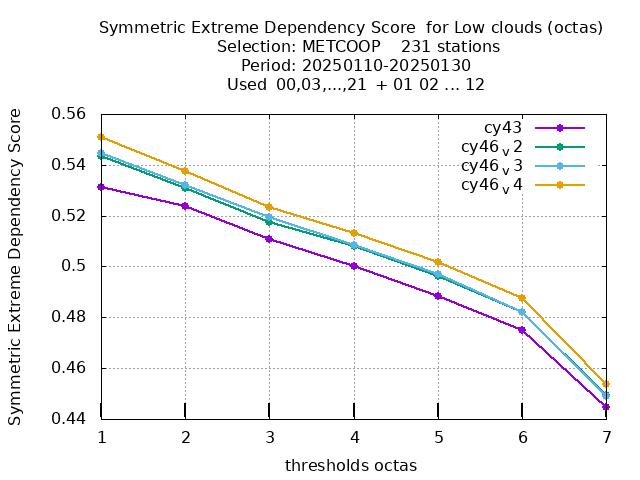 Symmetric Extreme Dependency Score  for Low clouds (octas)
Selection: METCOOP    231 stations
Period: 20250110-20250130
Used  00,03,...,21  + 01 02 ... 12
Symmetric Extreme Dependency Score
0.56
0.54
0.52
0.5
0.48
0.46
0.44
cy43
cy46 v 2
cy46 v 3
cy46 v 4
1 2 3 4 5 6 7
thresholds octas